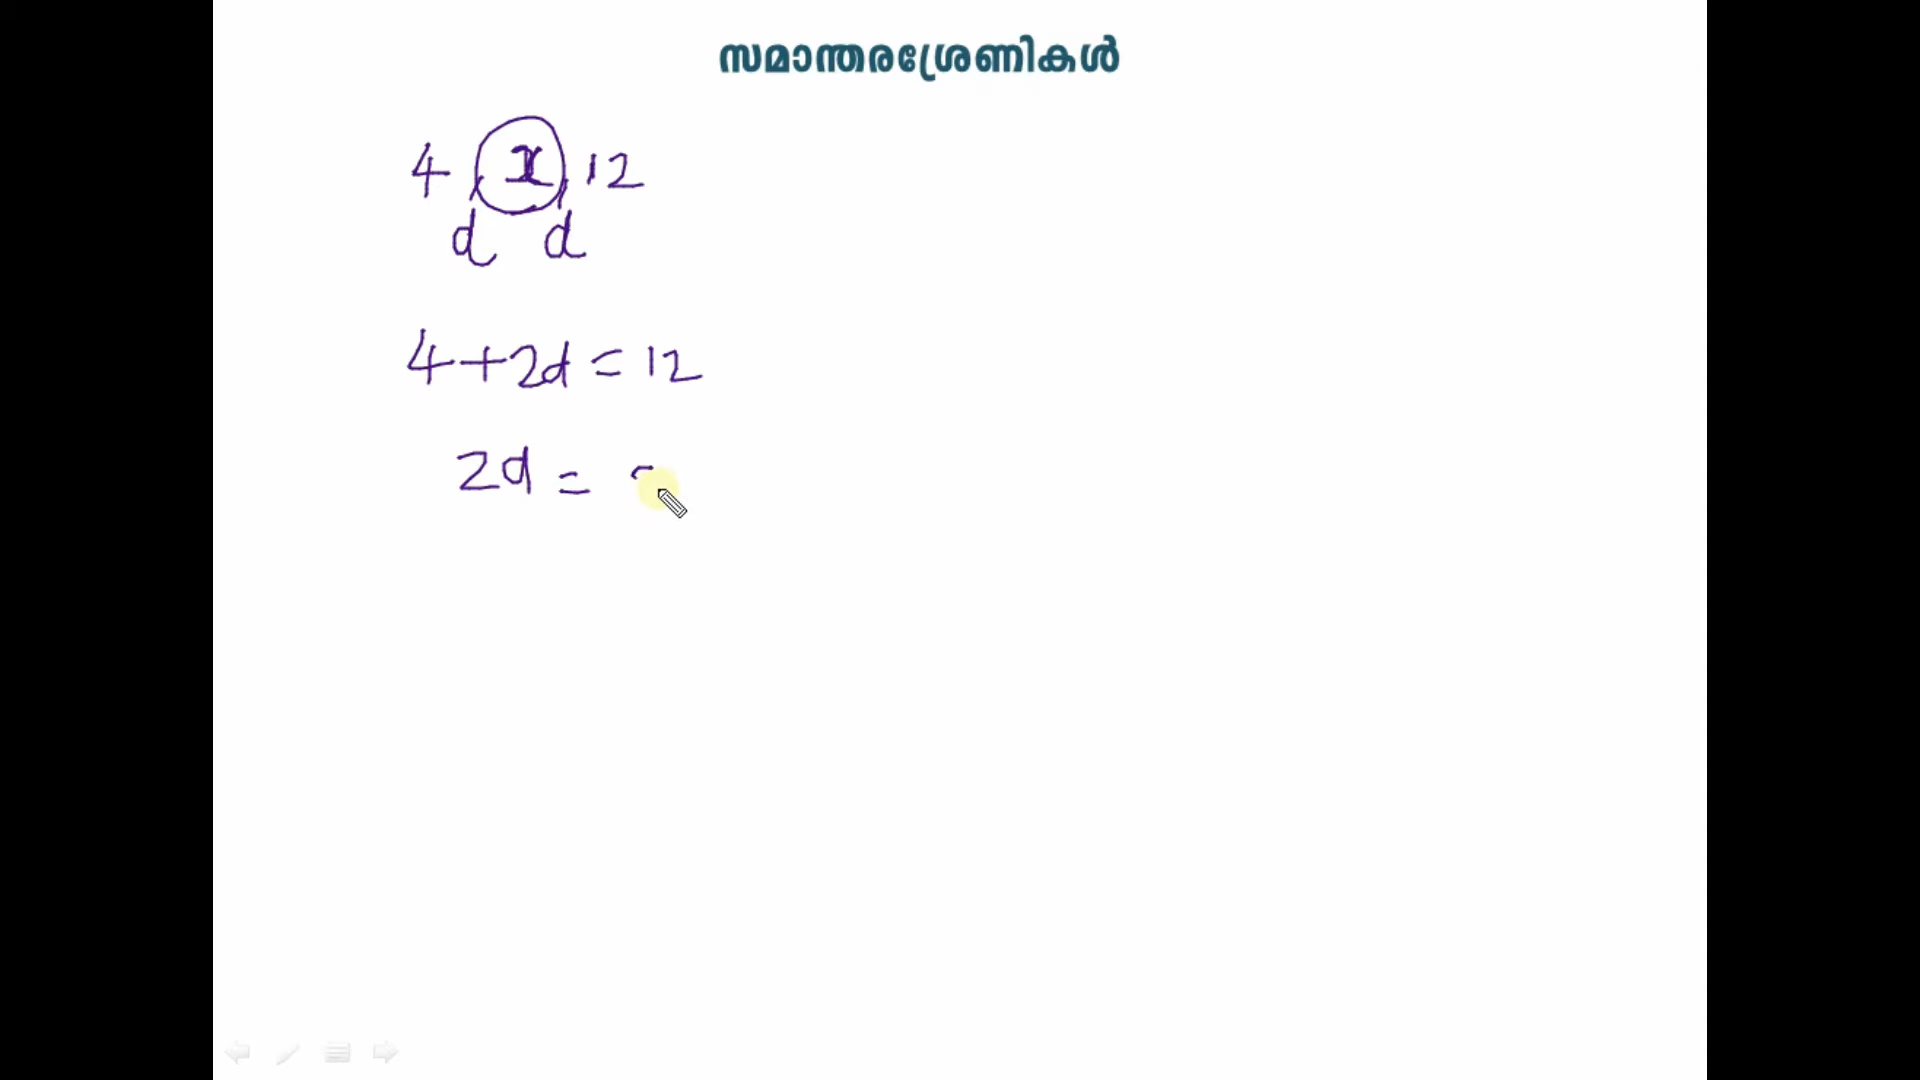 സമാന്തരശ്രേണികൾ
4, x, 12
d d
4+2d = 12
2d =